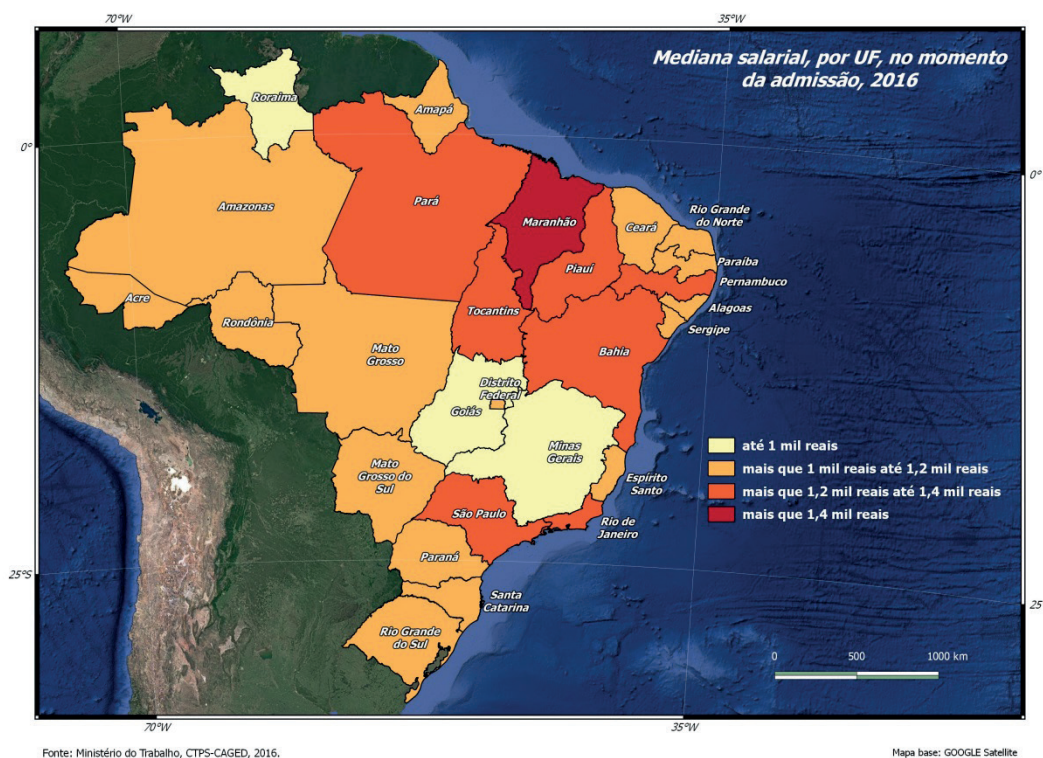 70°W
35°W
Mediana salarial, por UF, no momento
da admissão, 2016
Roraima
Amapá
0°
0°
Amazonas
Pará
Maranhão
Ceará
Rio Grande
do Norte
Piauí
Paraíba
Pernambuco
Acre
Rondônia
Tocantins
Alagoas
Sergipe
Mato
Grosso
Bahia
Distrito
Federal
Goiás
Minas
Gerais
até 1 mil reais
mais que 1 mil reais até 1,2 mil reais
mais que 1,2 mil reais até 1,4 mil reais
mais que 1,4 mil reais
Mato
Grosso do
Sul
Espírito
Santo
São Paulo
Rio de
Janeiro
Paraná
25°S
25
Santa
Catarina
Rio Grande
do Sul
0 500 1000 km
70°W
35°W
Fonte: Ministério do Trabalho, CTPS-CAGED, 2016.
Mapa base: GOOGLE Satellite